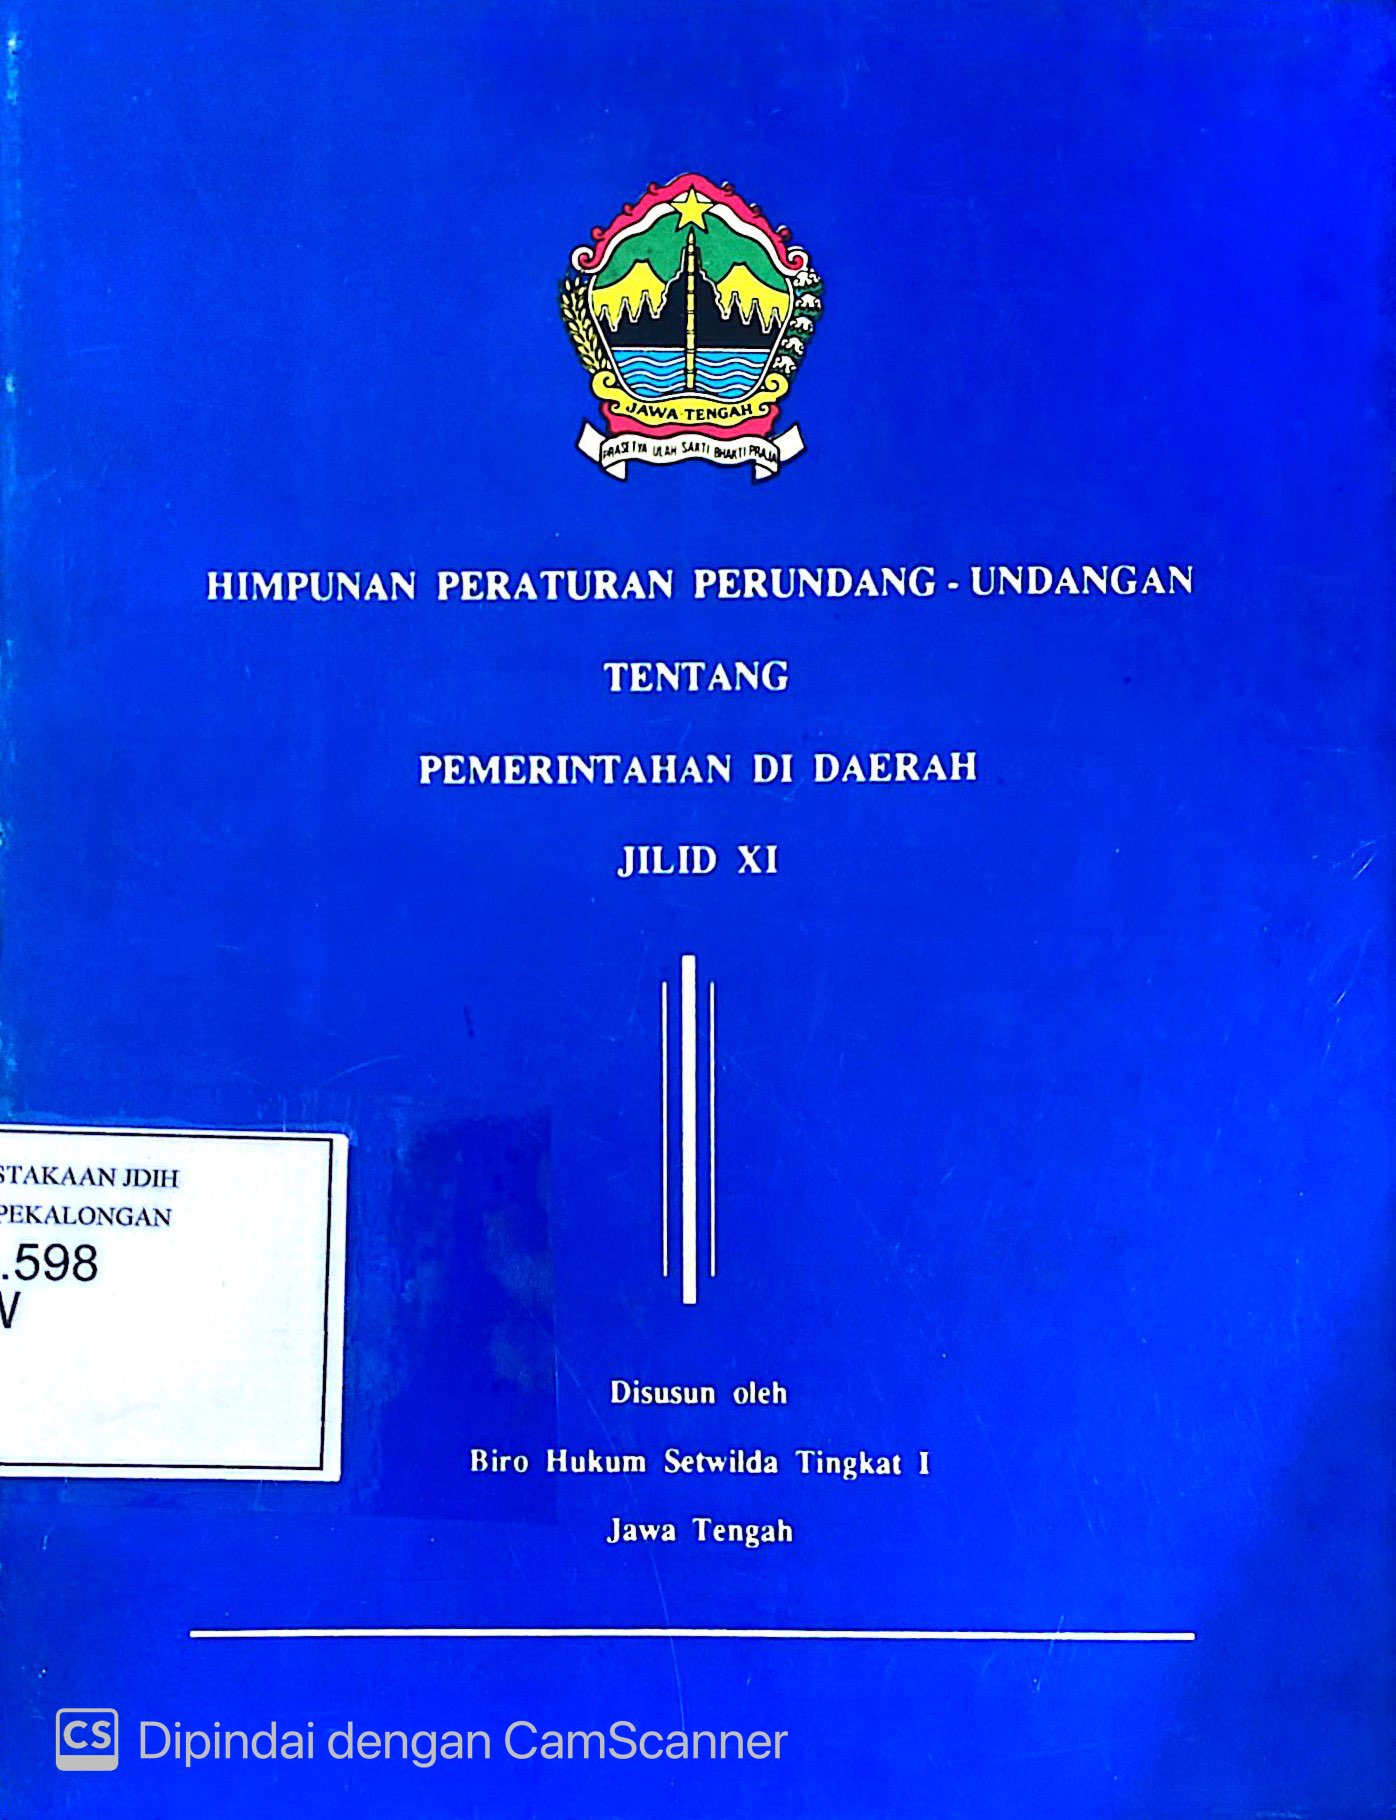 JAWA-TENGAH
PRASETYA ULAH SAKTI BHAKTI PRAJA
HIMPUNAN PERATURAN PERUNDANG - UNDANGAN
TENTANG
PEMERINTAHAN DI DAERAH
JILID XI
STAKAAN JDIH
PEKALONGAN
.598
Disusun oleh
Biro Hukum Setwilda Tingkat I
Jawa Tengah
CS Dipindai dengan CamScanner